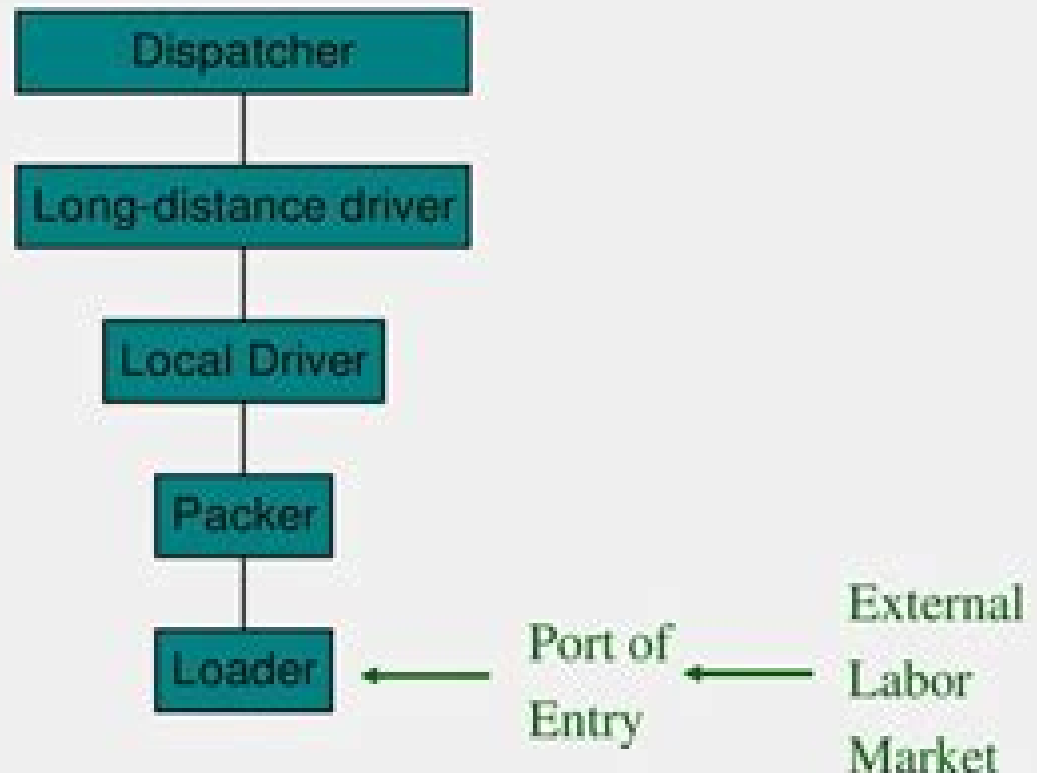 Dispatcher
Long-distance driver
Local Driver
Packer
Loader
Port of
Entry
External
Labor
Market